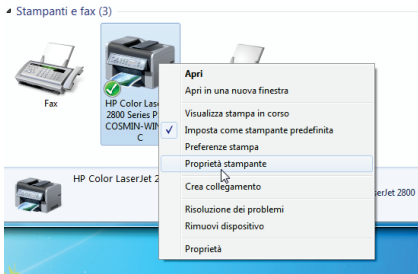 Stampanti e fax (3)
Fax
HP Color Las
2800 Series P
COSMIN-WIN
C
Apri
Apri in una nuova finestra
Visualizza stampa in corso
Imposta come stampante predefinita
Preferenze stampa
Proprietà stampante
Crea collegamento
Risoluzione dei problemi
Rimuovi dispositivo
Proprietà
HP Color LaserJet 2
serJet 2800